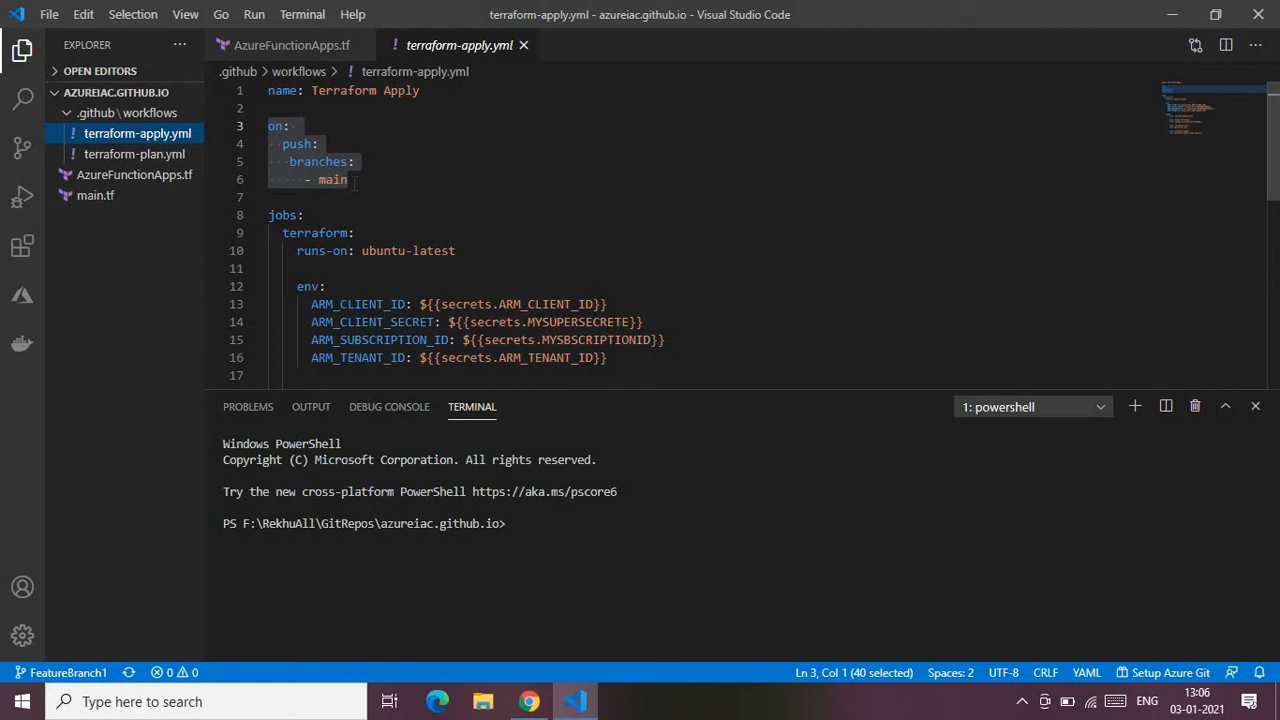 File Edit Selection View Go Run Terminal Help
terraform-apply.yml - azureiac.github.io - Visual Studio Code
EXPLORER
OPEN EDITORS
AZUREIAC.GITHUB.IO
.github\workflows
terraform-apply.yml
terraform-plan.yml
AzureFunctionApps.tf
main.tf
AzureFunctionApps.tf
! terraform-apply.yml
.github > workflows > ! terraform-apply.yml
1 name: Terraform Apply
2
3 on:
4 push:
5 branches:
6 - main
7
8 jobs:
9 terraform:
10 runs-on: ubuntu-latest
11
12 env:
13 ARM_CLIENT_ID: ${{secrets.ARM_CLIENT_ID}}
14 ARM_CLIENT_SECRET: ${{secrets.MYSUPERSECRETE}}
15 ARM_SUBSCRIPTION_ID: ${{secrets.MYSBSCRIPTIONID}}
16 ARM_TENANT_ID: ${{secrets.ARM_TENANT_ID}}
17
PROBLEMS OUTPUT DEBUG CONSOLE TERMINAL
1: powershell
Windows PowerShell
Copyright (C) Microsoft Corporation. All rights reserved.
Try the new cross-platform PowerShell https://aka.ms/pscore6
PS F:\RekhuAll\GitRepos\azureiac.github.io>
FeatureBranch1 0 0
Ln 3, Col 1 (40 selected) Spaces: 2 UTF-8 CRLF YAML Setup Azure Git
Type here to search
ENG
13:06
03-01-2021